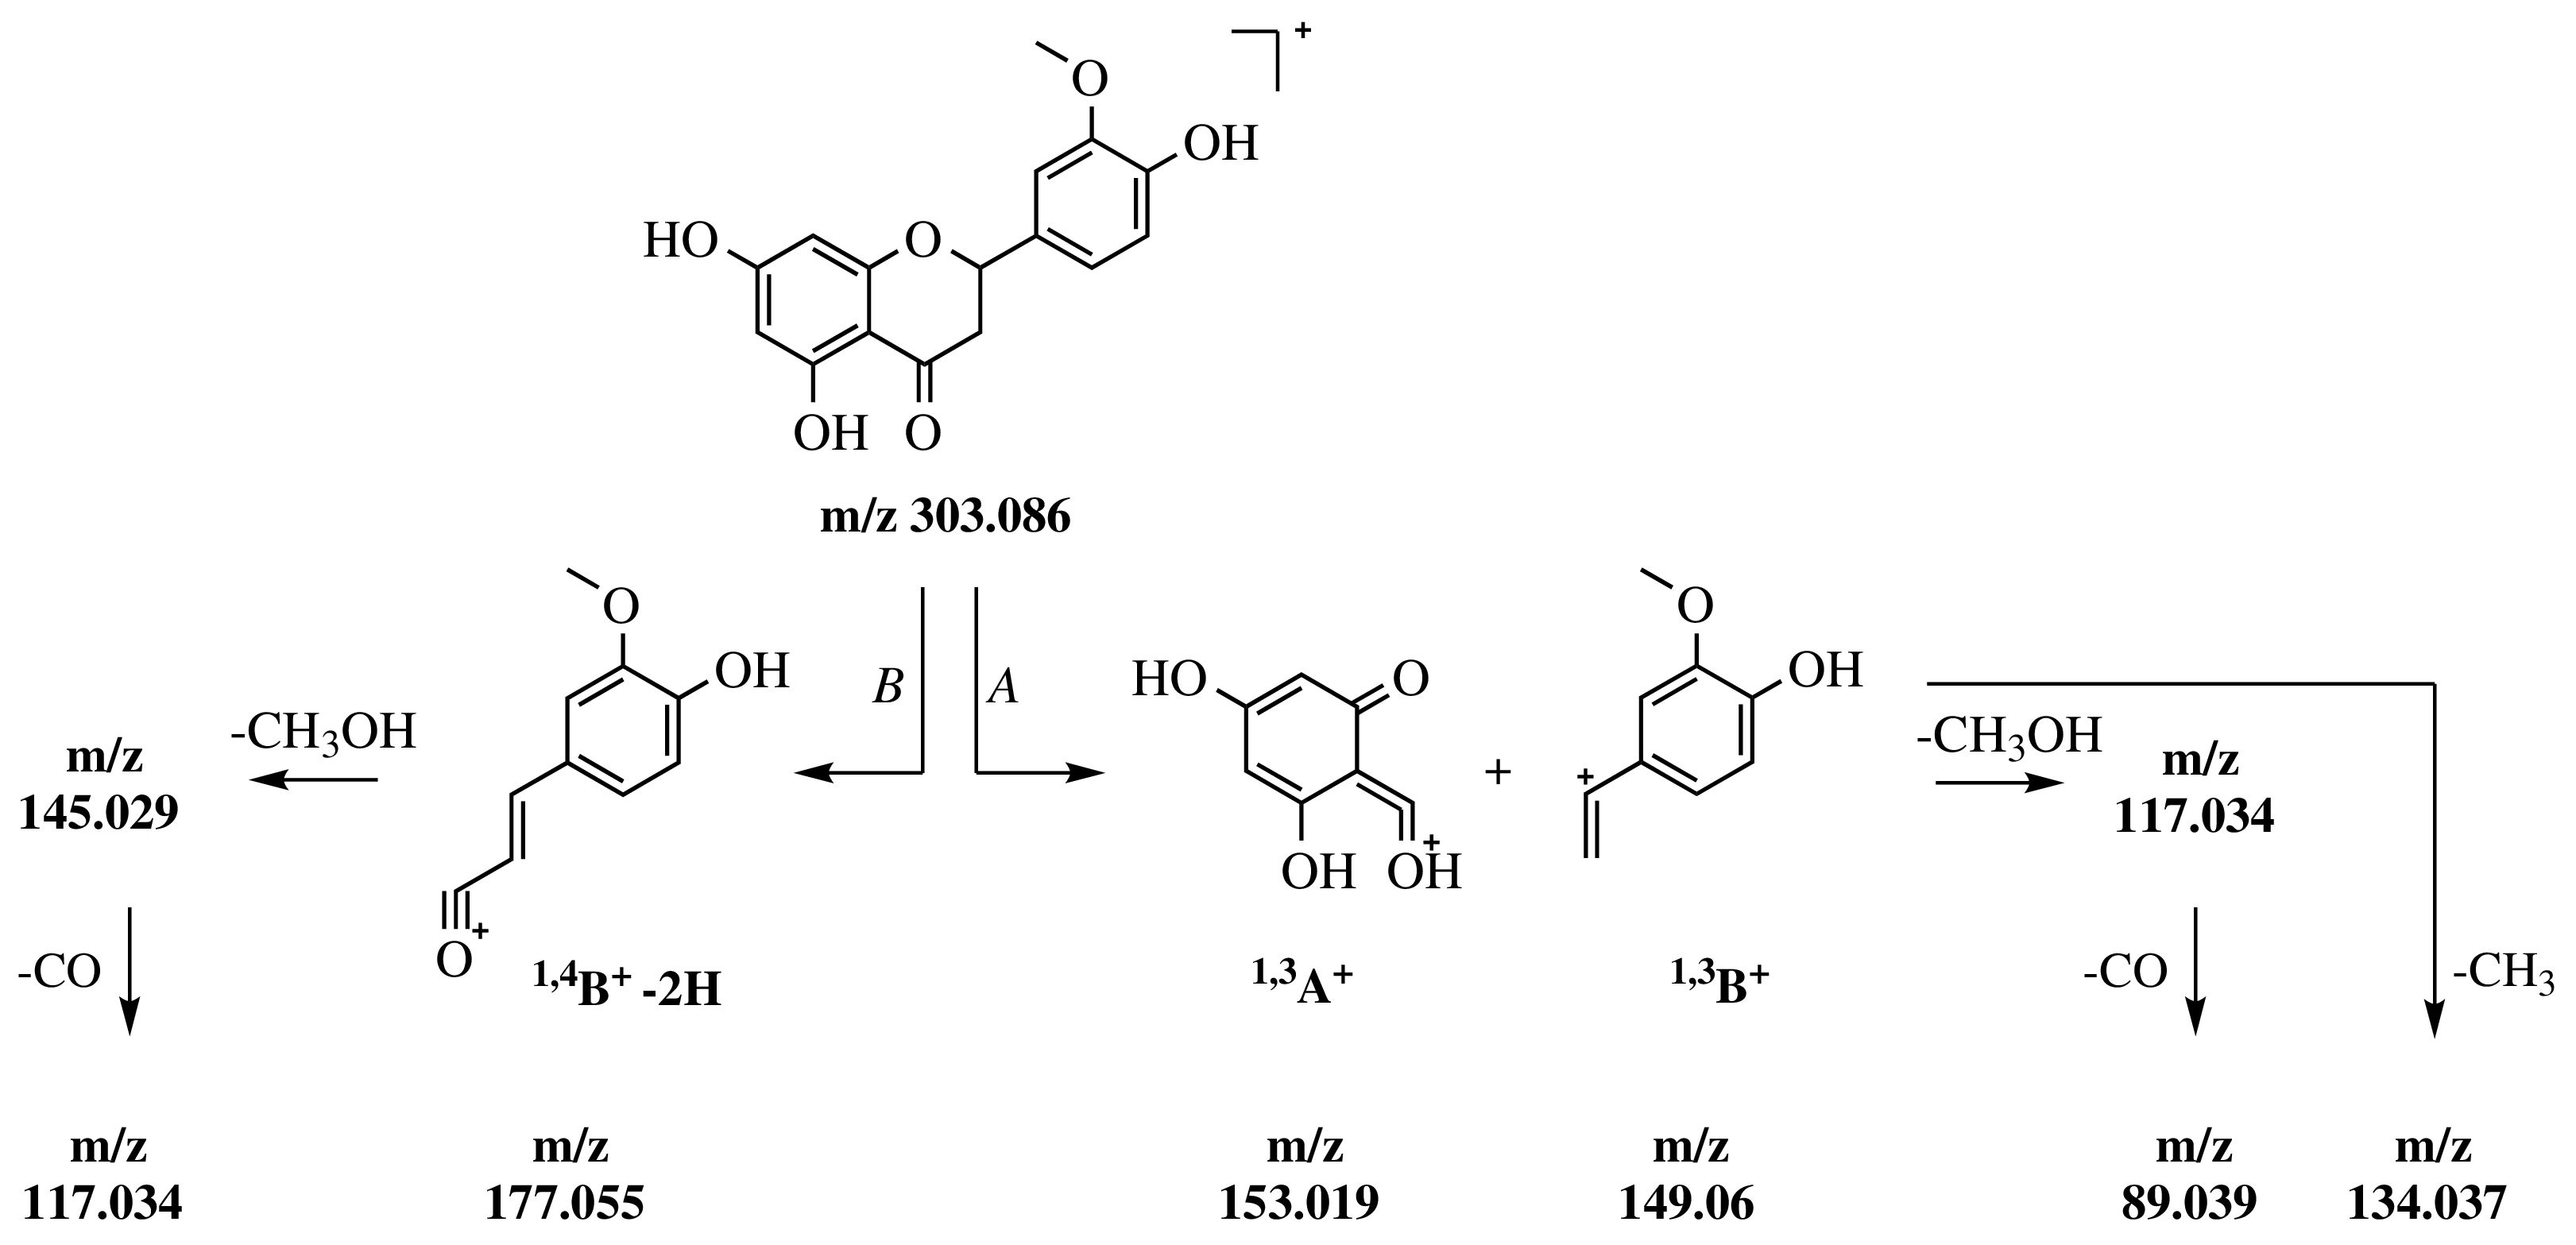 +
O
OH
HO
O
OH
O
m/z 303.086
B
A
O
OH
O+
1,4B+ -2H
-CH3OH
m/z
145.029
-CO
m/z
117.034
m/z
177.055
HO
O
OH
+
OH
1,3A+
m/z
153.019
+
O
OH
+
1,3B+
m/z
149.06
-CH3OH
m/z
117.034
-CO
m/z
89.039
-CH3
m/z
134.037